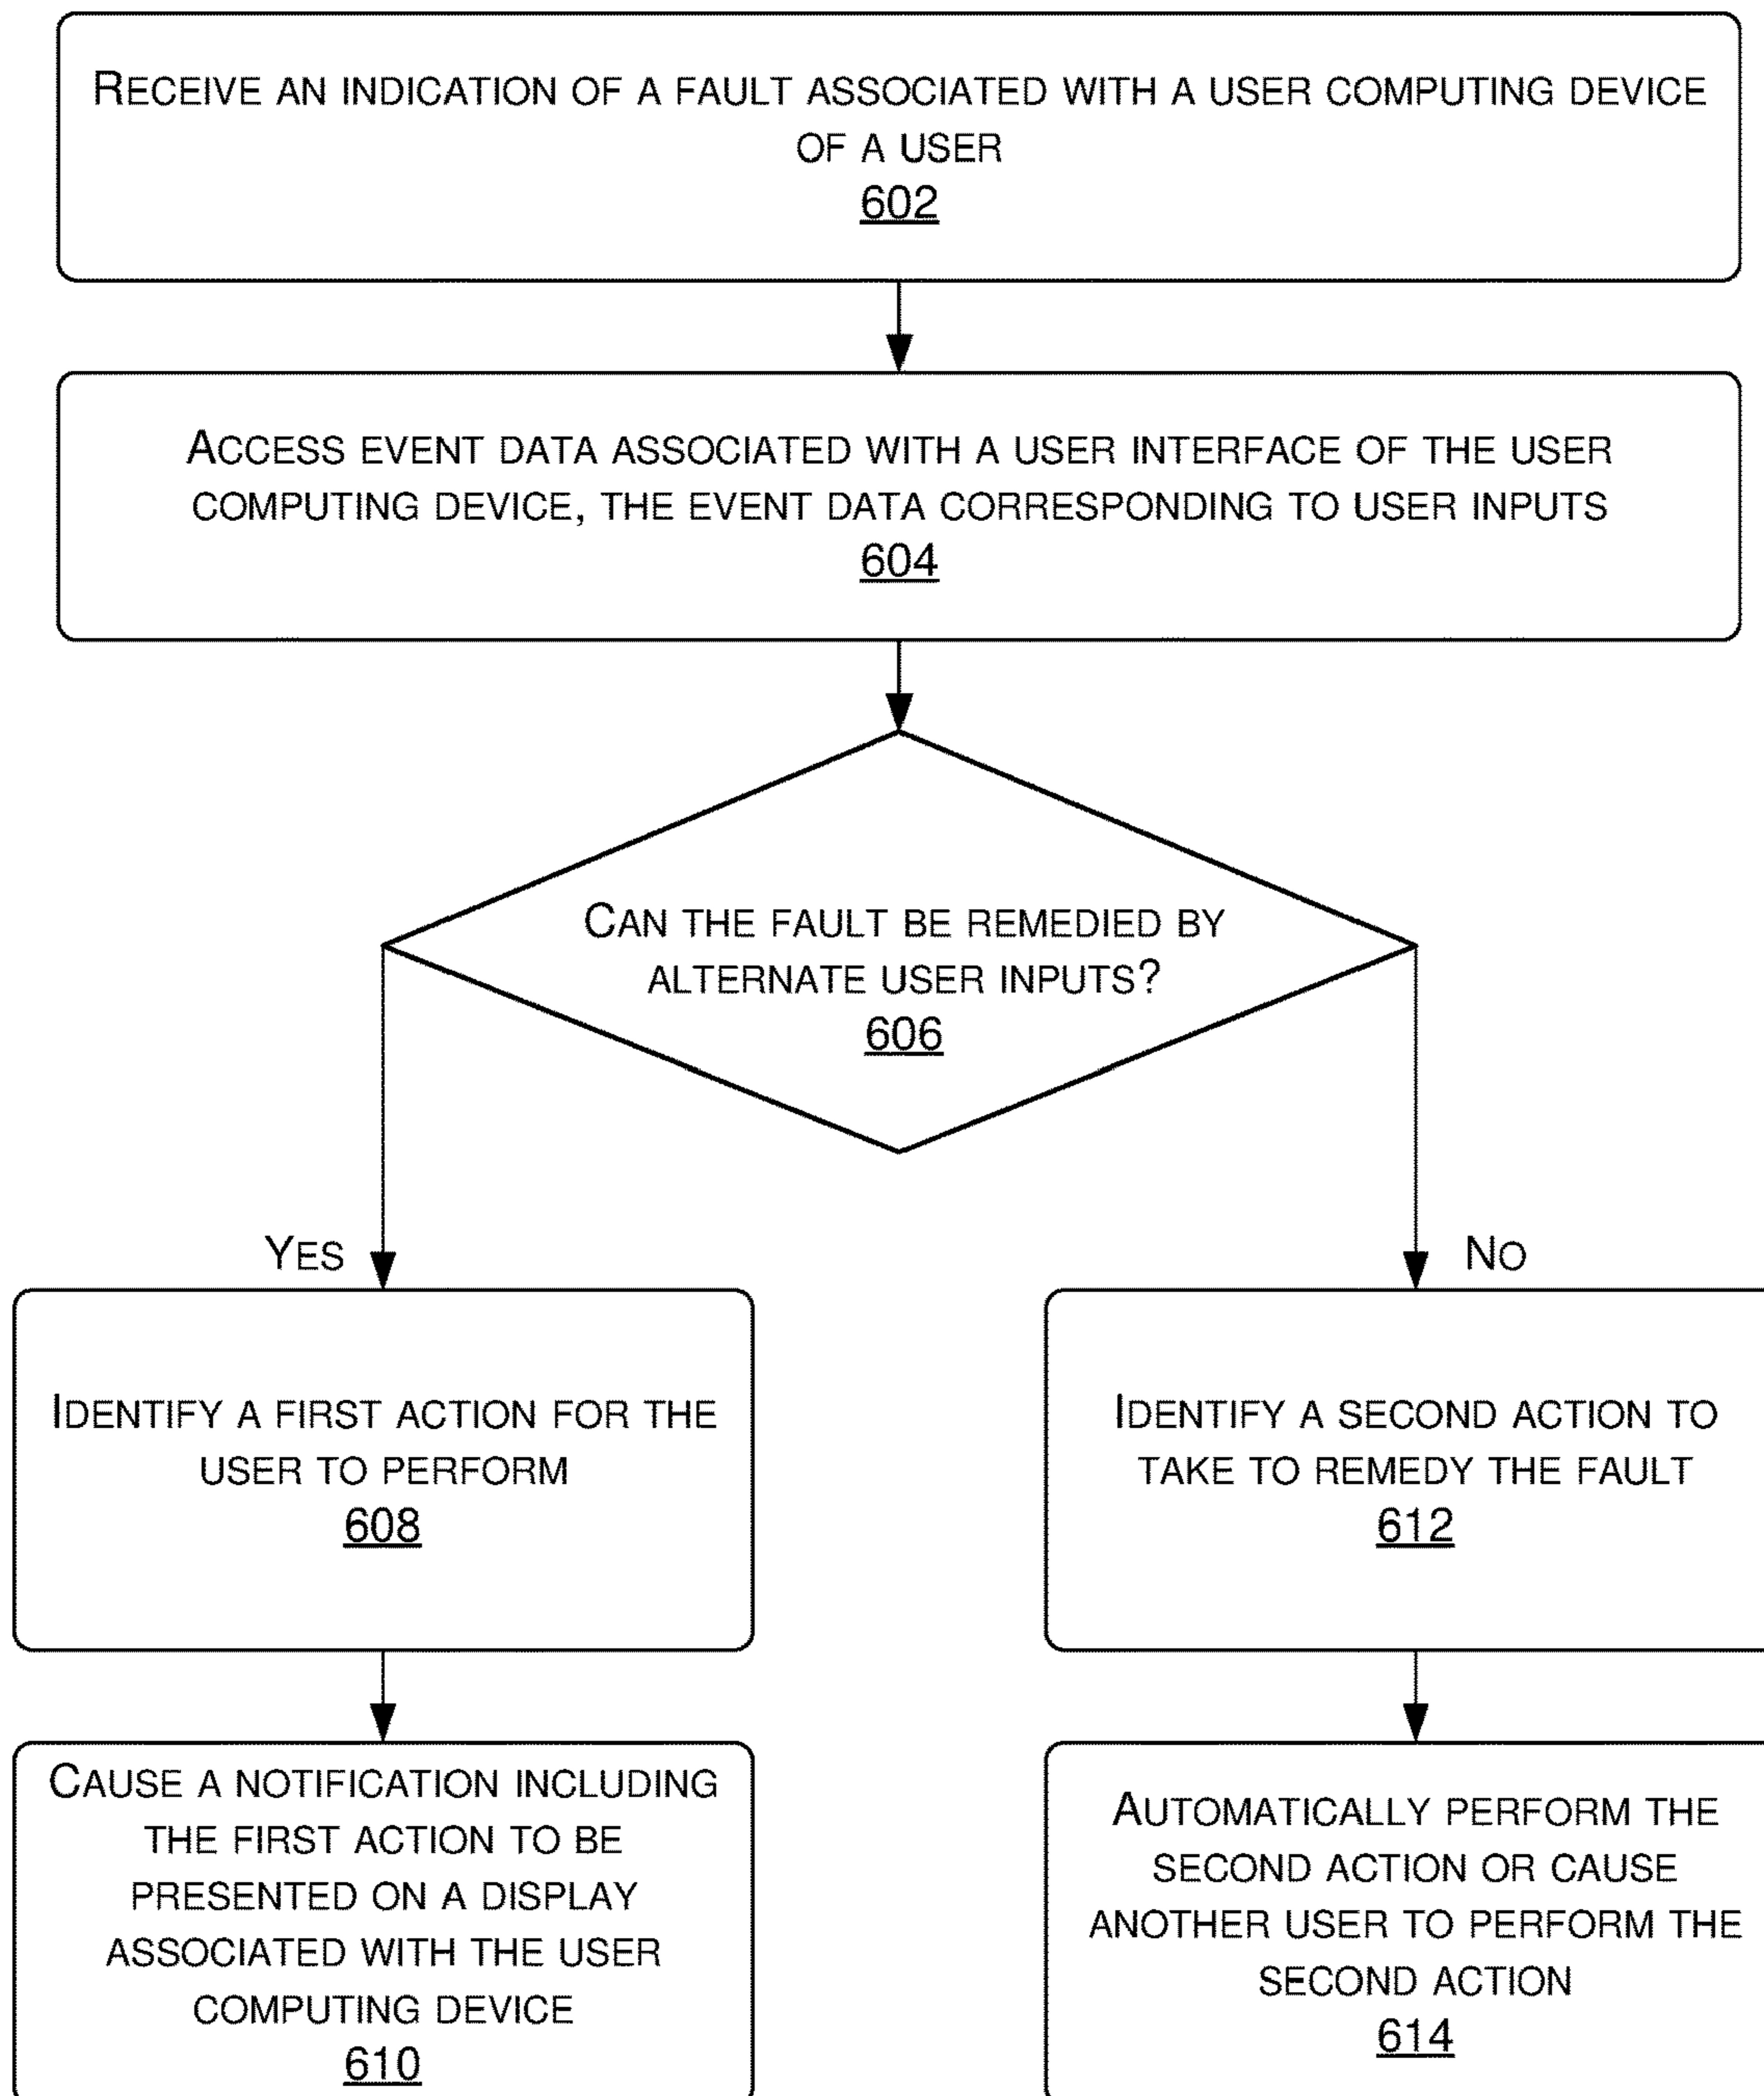 RECEIVE AN INDICATION OF A FAULT ASSOCIATED WITH A USER COMPUTING DEVICE
OF A USER
602
ACCESS EVENT DATA ASSOCIATED WITH A USER INTERFACE OF THE USER
COMPUTING DEVICE, THE EVENT DATA CORRESPONDING TO USER INPUTS
604
CAN THE FAULT BE REMEDIED BY
ALTERNATE USER INPUTS?
606
YES
NO
IDENTIFY A FIRST ACTION FOR THE
USER TO PERFORM
608
IDENTIFY A SECOND ACTION TO
TAKE TO REMEDY THE FAULT
612
CAUSE A NOTIFICATION INCLUDING
THE FIRST ACTION TO BE
PRESENTED ON A DISPLAY
ASSOCIATED WITH THE USER
COMPUTING DEVICE
610
AUTOMATICALLY PERFORM THE
SECOND ACTION OR CAUSE
ANOTHER USER TO PERFORM THE
SECOND ACTION
614